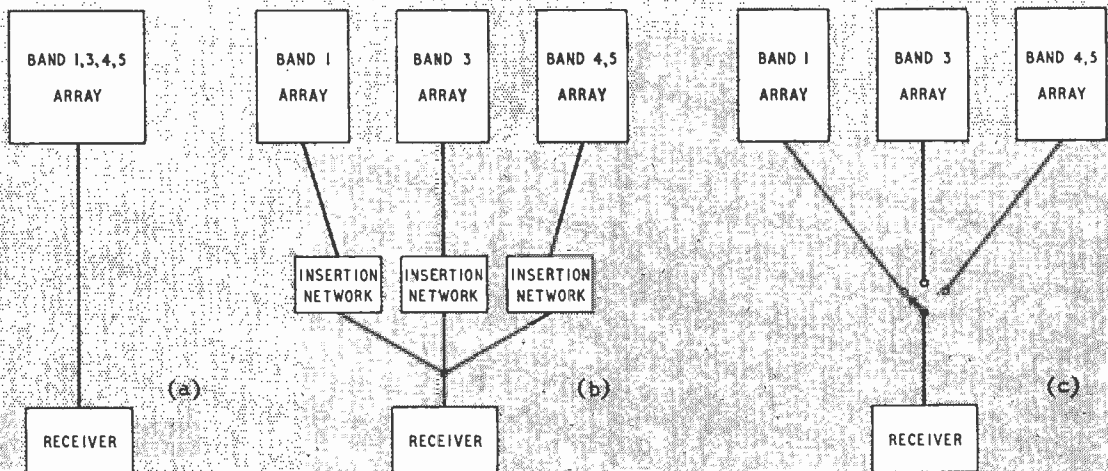 BAND 1,3,4,5
ARRAY
(a)
RECEIVER
BAND 1
ARRAY
BAND 3
ARRAY
BAND 4,5
ARRAY
INSERTION
NETWORK
INSERTION
NETWORK
INSERTION
NETWORK
(b)
RECEIVER
BAND 1
ARRAY
BAND 3
ARRAY
BAND 4,5
ARRAY
(c)
RECEIVER